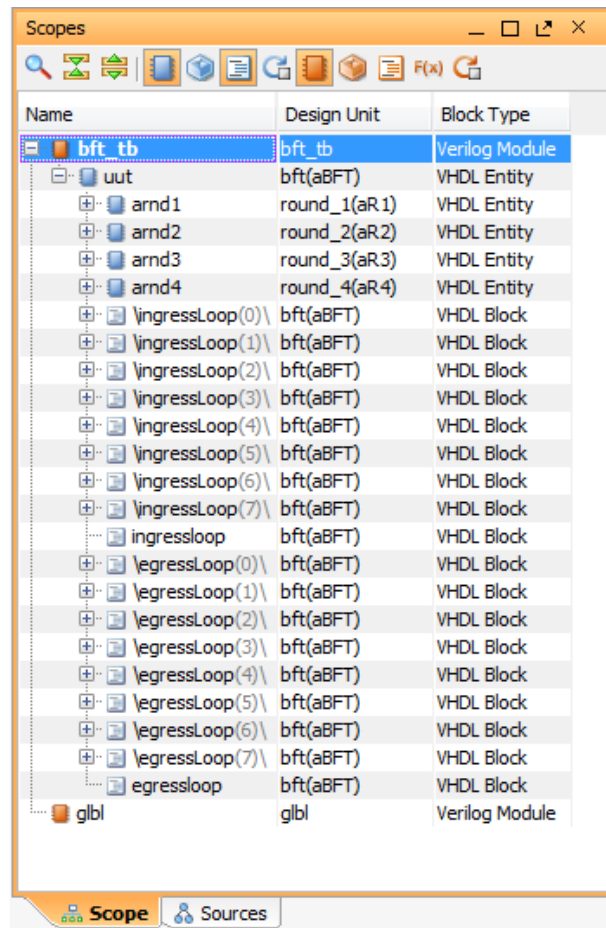 Scopes
F(x)
Name Design Unit Block Type
bft_tb bft_tb Verilog Module
uut bft(aBFT) VHDL Entity
arnd1 round_1(aR1) VHDL Entity
arnd2 round_2(aR2) VHDL Entity
arnd3 round_3(aR3) VHDL Entity
arnd4 round_4(aR4) VHDL Entity
\ingressLoop(0)\ bft(aBFT) VHDL Block
\ingressLoop(1)\ bft(aBFT) VHDL Block
\ingressLoop(2)\ bft(aBFT) VHDL Block
\ingressLoop(3)\ bft(aBFT) VHDL Block
\ingressLoop(4)\ bft(aBFT) VHDL Block
\ingressLoop(5)\ bft(aBFT) VHDL Block
\ingressLoop(6)\ bft(aBFT) VHDL Block
\ingressLoop(7)\ bft(aBFT) VHDL Block
ingressloop bft(aBFT) VHDL Block
\egressLoop(0)\ bft(aBFT) VHDL Block
\egressLoop(1)\ bft(aBFT) VHDL Block
\egressLoop(2)\ bft(aBFT) VHDL Block
\egressLoop(3)\ bft(aBFT) VHDL Block
\egressLoop(4)\ bft(aBFT) VHDL Block
\egressLoop(5)\ bft(aBFT) VHDL Block
\egressLoop(6)\ bft(aBFT) VHDL Block
\egressLoop(7)\ bft(aBFT) VHDL Block
egressloop bft(aBFT) VHDL Block
glbl glbl Verilog Module
Scope Sources